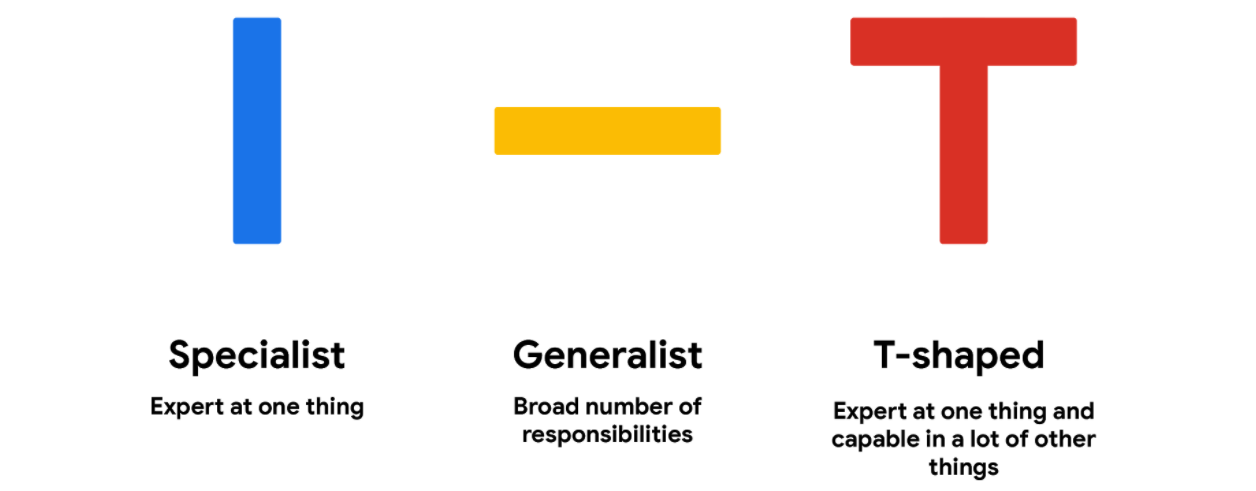 Specialist
Expert at one thing
Generalist
Broad number of
responsibilities
T-shaped
Expert at one thing and
capable in a lot of other
things